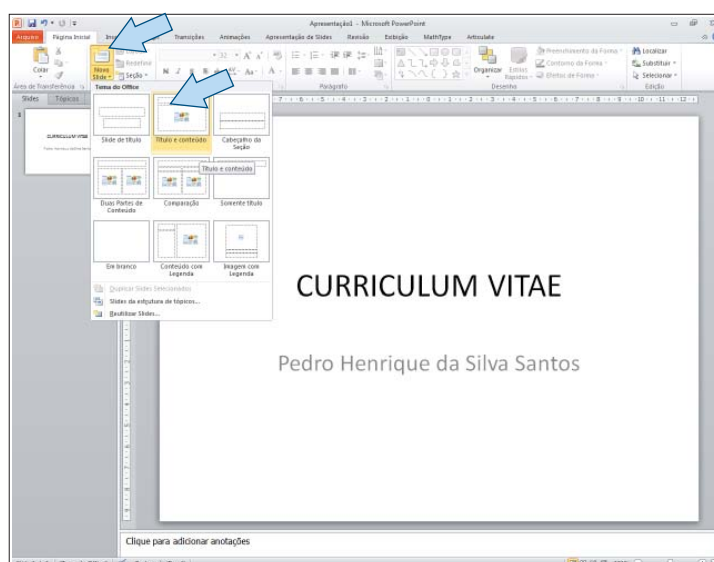 Apresentação1 - Microsoft PowerPoint
Arquivo Página Inicial Transições Animações Apresentação de Slides Revisão Exibição MathType Articulate
Colar
Novo Slide
Redefinir
Seção
32
Organizar
Estilos Rápidos
Preenchimento da Forma
Contorno da Forma
Efeitos de Forma
Localizar
Substituir
Selecionar
Área de Transferência
Parágrafo
Desenho
Edição
Slides Tópicos
Tema do Office
Slide de título
Título e conteúdo
Cabeçalho da Seção
Título e conteúdo
Duas Partes de Conteúdo
Comparação
Somente título
Em branco
Conteúdo com Legenda
Imagem com Legenda
Duplicar Slides Selecionados
Slides da estrutura de tópicos...
Reutilizar Slides...
CURRICULUM VITAE
CURRICULUM VITAE
Pedro Henrique da Silva Santos
Clique para adicionar anotações